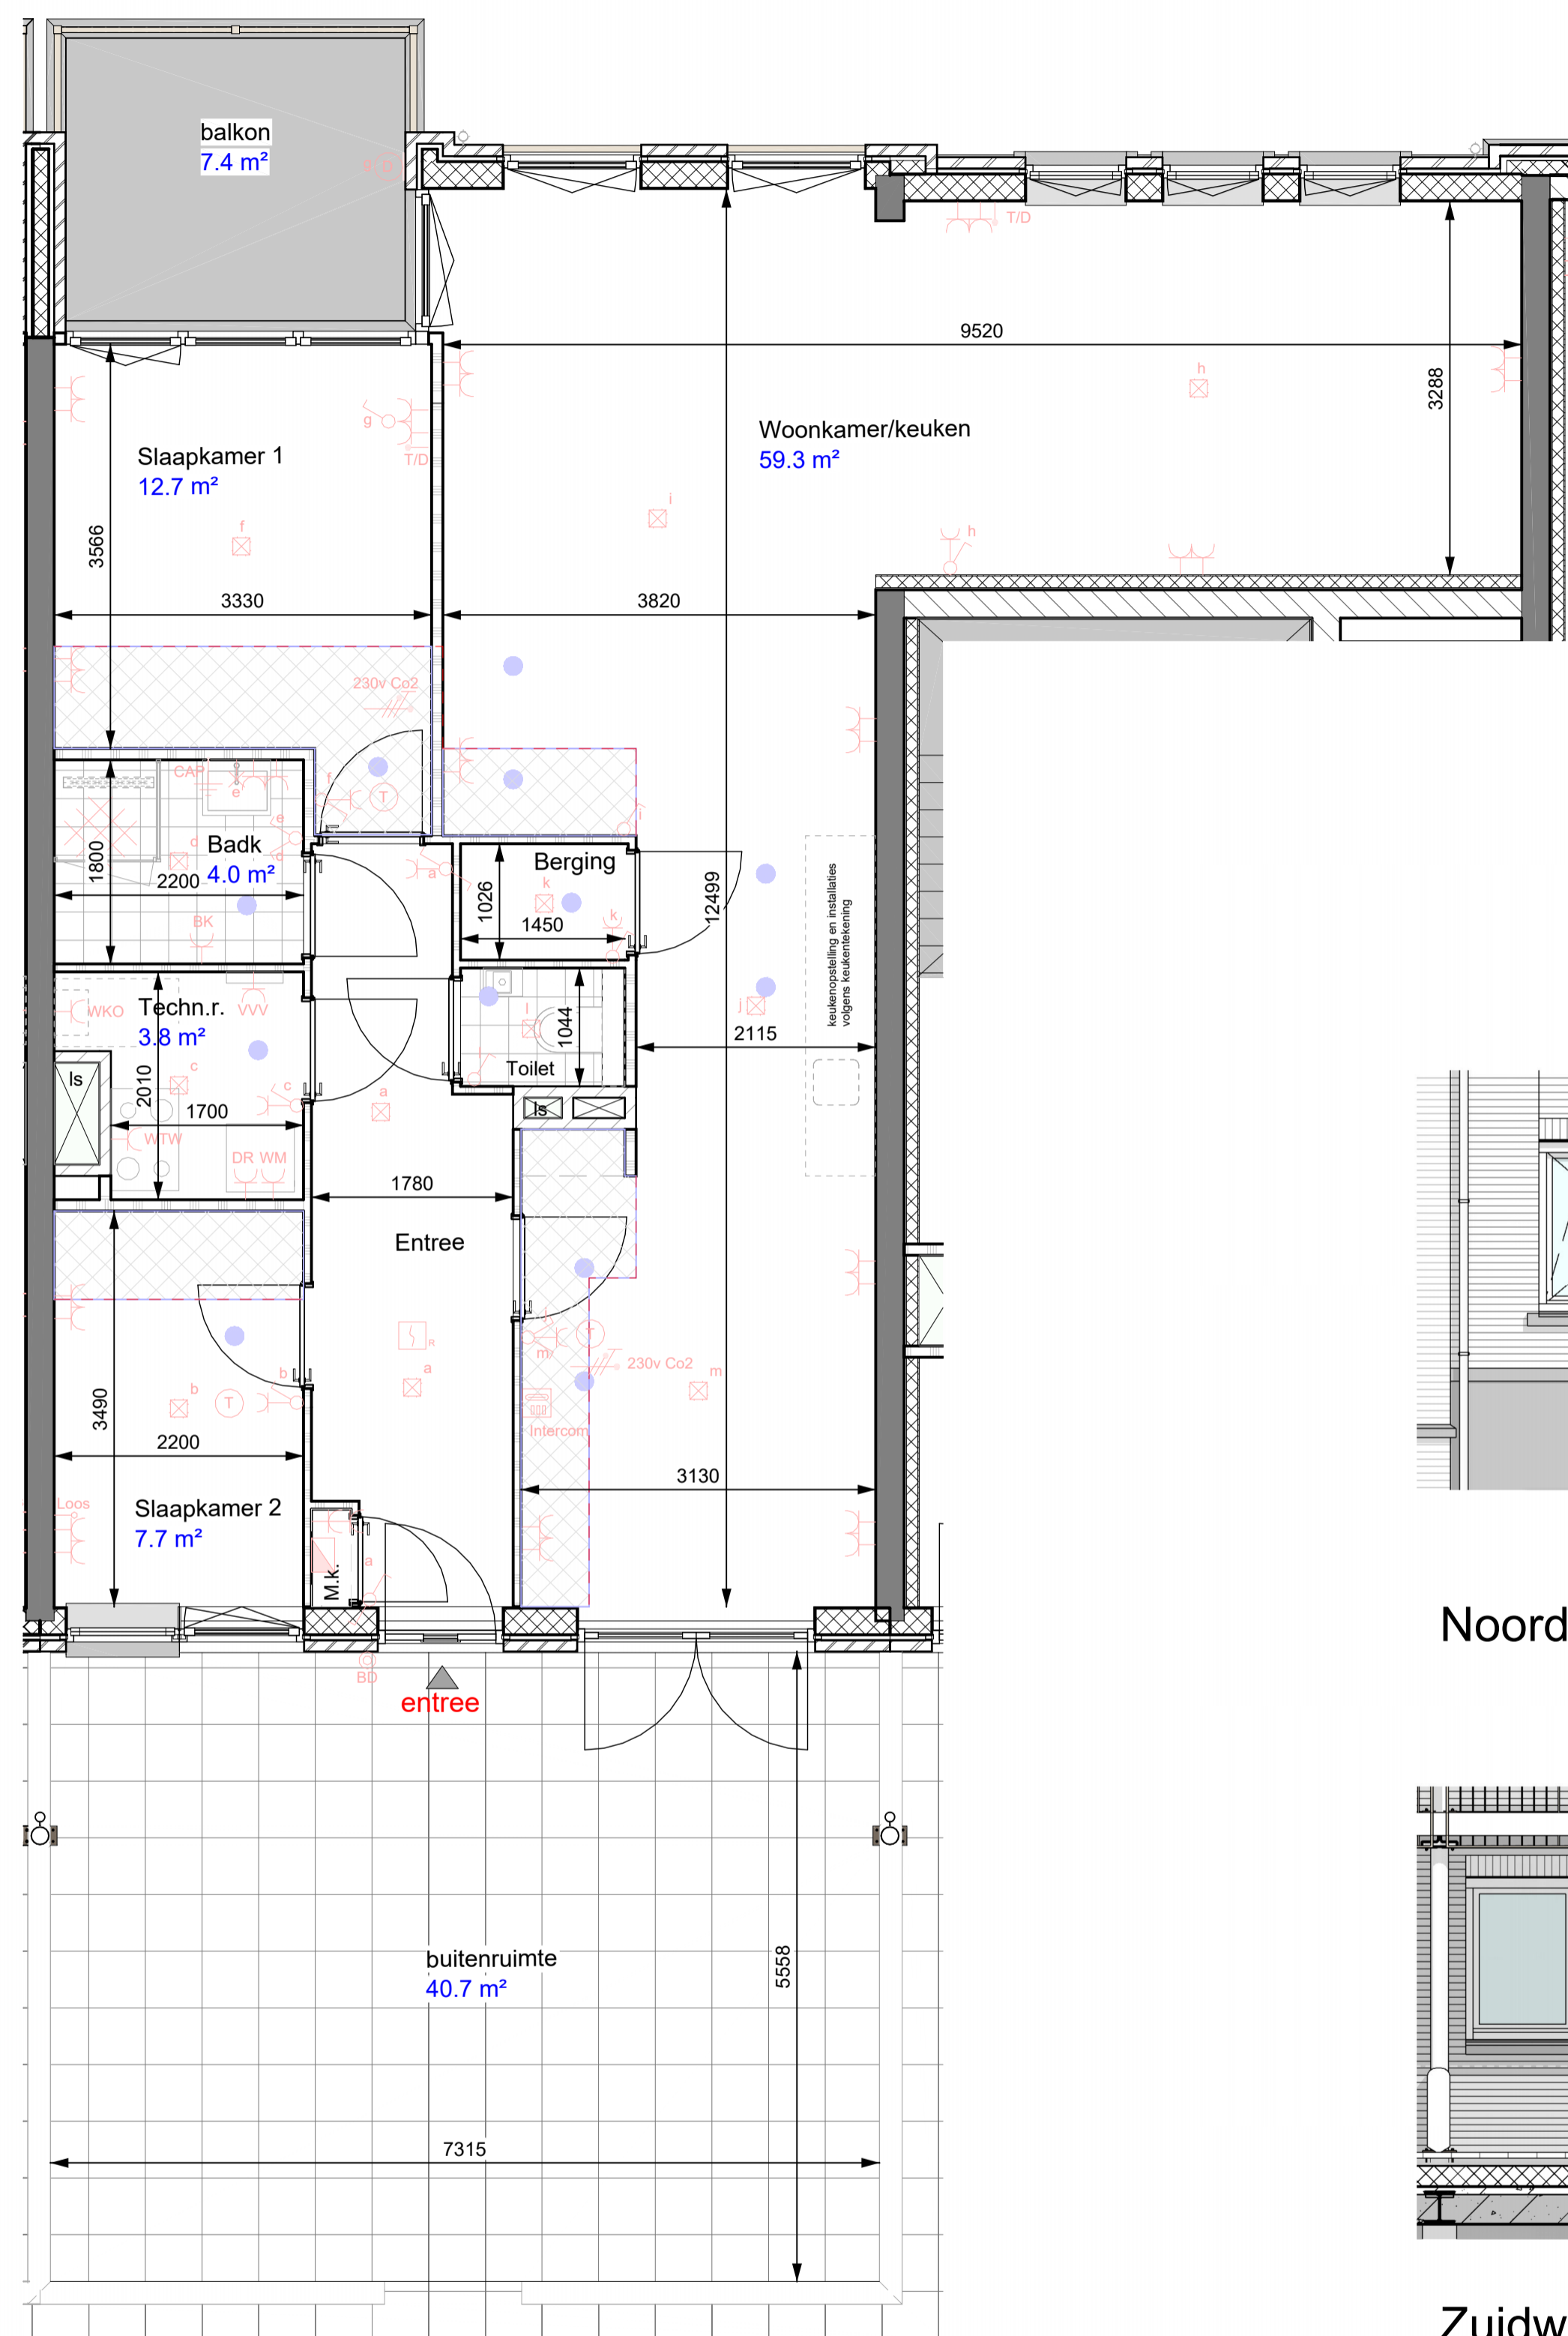 balkon
7.4 m²
g
T/D
9520
h
3288
Woonkamer/keuken
59.3 m²
Slaapkamer 1
12.7 m²
g
T/D
f
i
h
3566
3330
3820
230v Co2
CAP
e
f
T
i
e
d
d
Badk
4.0 m²
1800
2200
BK
a
Berging
k
1026
1450
k
12499
keukenopstelling en installaties
volgens keukentekening
WKO
Techn.r.
3.8 m²
VVV
ls
c
2010
c
1700
WTW
DR WM
l
1044
Toilet
j
2115
a
ls
1780
Entree
R
a
m
T
230v Co2
m
Intercom
b
T
b
3490
2200
3130
Loos
Slaapkamer 2
7.7 m²
M.k.
a
BD
entree
Noord
buitenruimte
40.7 m²
5558
7315
Zuidw